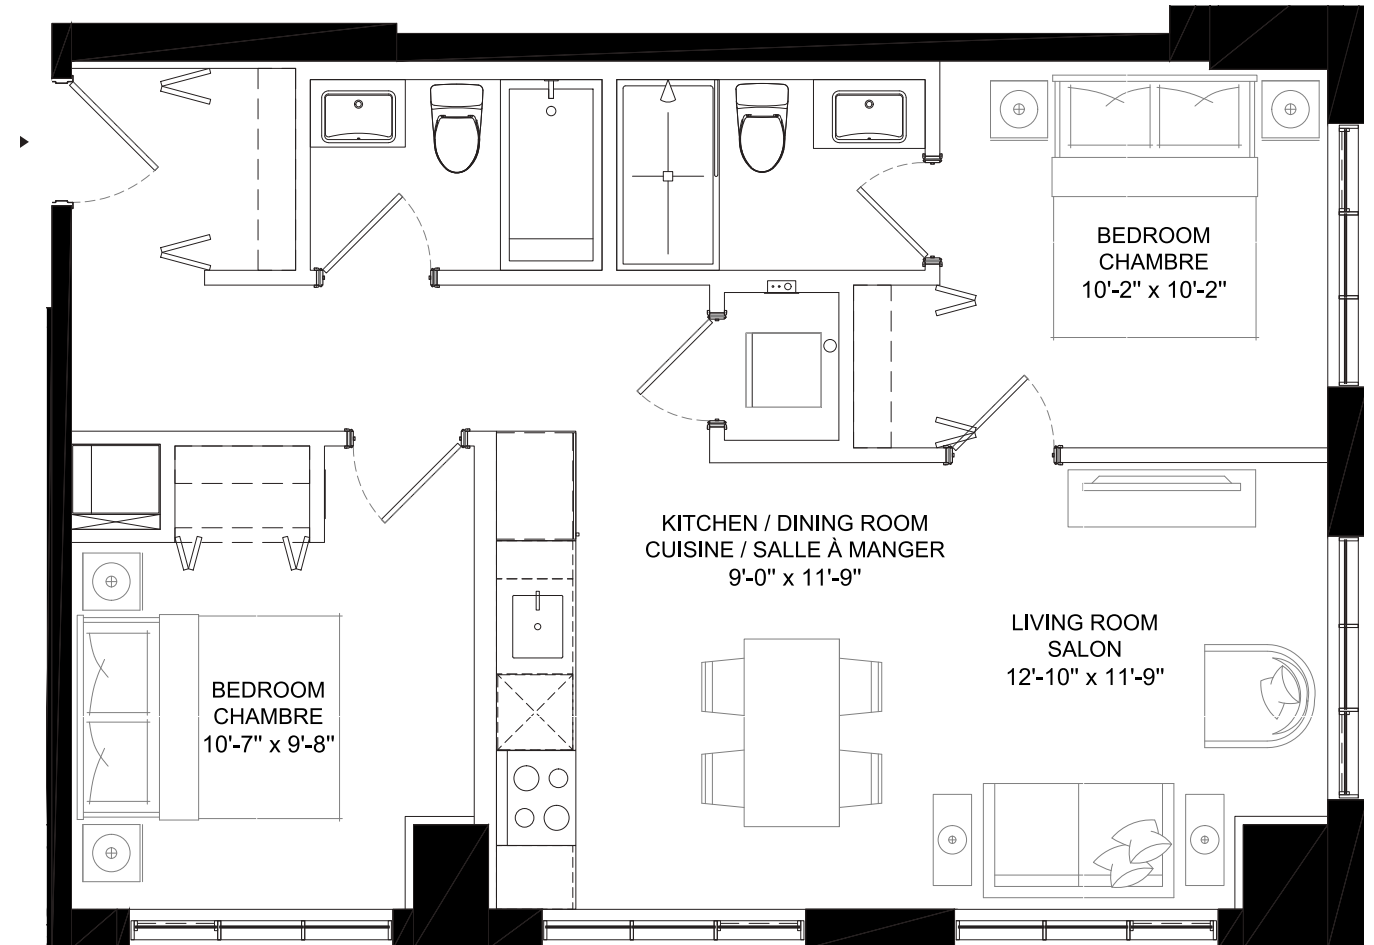 BEDROOM
CHAMBRE
10'-2" x 10'-2"
KITCHEN / DINING ROOM
CUISINE / SALLE À MANGER
9'-0" x 11'-9"
LIVING ROOM
SALON
12'-10" x 11'-9"
BEDROOM
CHAMBRE
10'-7" x 9'-8"